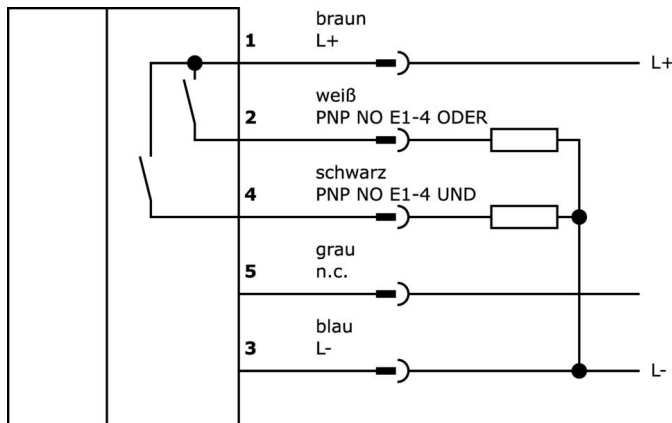 braun
1 L+
L+
weiß
2 PNP NO E1-4 ODER
schwarz
4 PNP NO E1-4 UND
grau
5 n.c.
blau
3 L-
L-